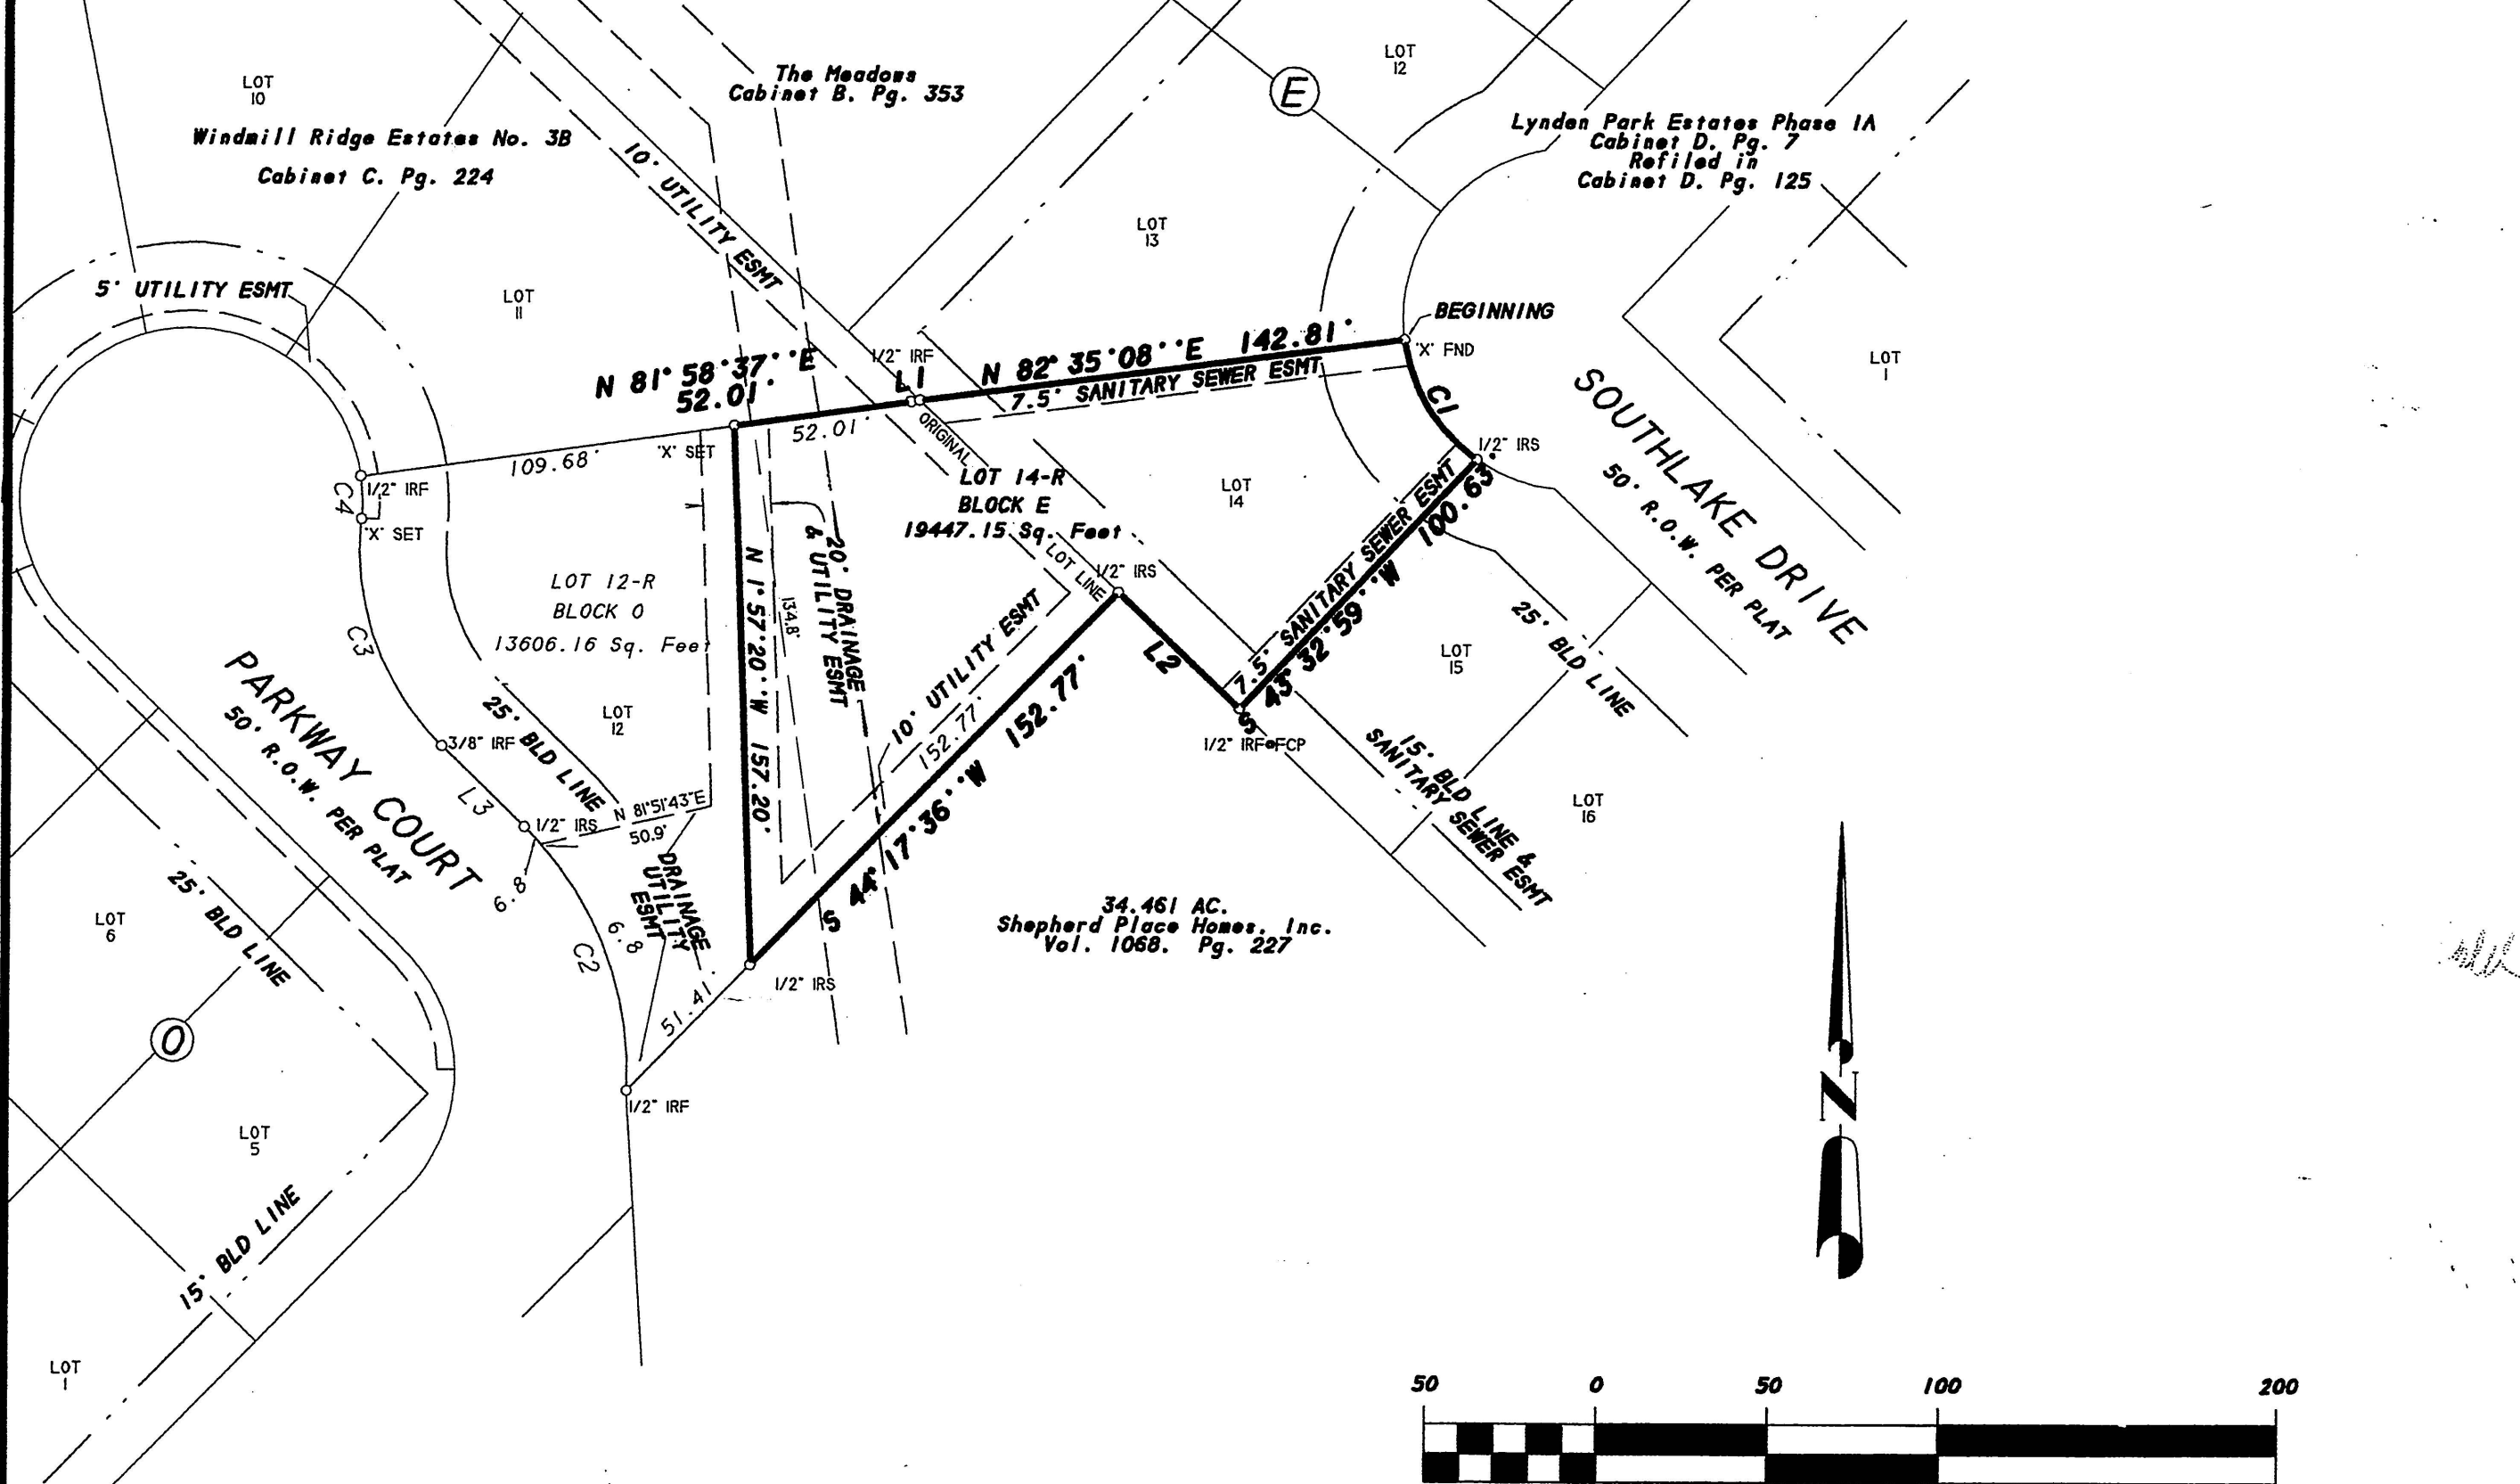 LOT
10
Windmill Ridge Estates No. 3B
Cabinet C. Pg. 224
The Meadows
Cabinet B. Pg. 353
E
LOT
12
Lynden Park Estates Phase 1A
Cabinet D. Pg. 7
Refiled in
Cabinet D. Pg. 125
10' UTILITY ESMT
LOT
13
5' UTILITY ESMT
LOT
11
BEGINNING
'X' FND
LOT
1
N 81° 58'37''E
52.01'
1/2" IRF
L1
N 82° 35'08''E 142.81'
7.5' SANITARY SEWER ESMT
C1
1/2" IRS
SOUTHLAKE DRIVE
50' R.O.W. PER PLAT
52.01'
109.68'
'X' SET
ORIGINAL
LOT LINE
1/2" IRF
C4
'X' SET
LOT 14-R
BLOCK E
19447.15 Sq. Feet
LOT
14
7.5' SANITARY SEWER ESMT
S 43° 32'59''W
100.63'
1/2" IRS
L2
1/2" IRF@FCP
LOT
15
25' BLD LINE
15' BLD LINE &
SANITARY SEWER ESMT
LOT
16
LOT 12-R
BLOCK O
13606.16 Sq. Feet
N 1° 57'20''W 157.20'
134.8'
20' DRAINAGE
& UTILITY ESMT
10' UTILITY ESMT
152.77'
S 44° 17'36''W
152.77'
C3
LOT
12
3/8" IRF
25' BLD LINE
L3
1/2" IRS
N 81°51'43"E
50.9'
6.8
6.8
C2
DRAINAGE
UTILITY
ESMT
51.41'
1/2" IRS
1/2" IRF
34.461 AC.
Shepherd Place Homes, Inc.
Vol. 1068. Pg. 227
PARKWAY COURT
50' R.O.W. PER PLAT
25' BLD LINE
LOT
6
O
LOT
5
15' BLD LINE
LOT
1
N
50 0 50 100 200